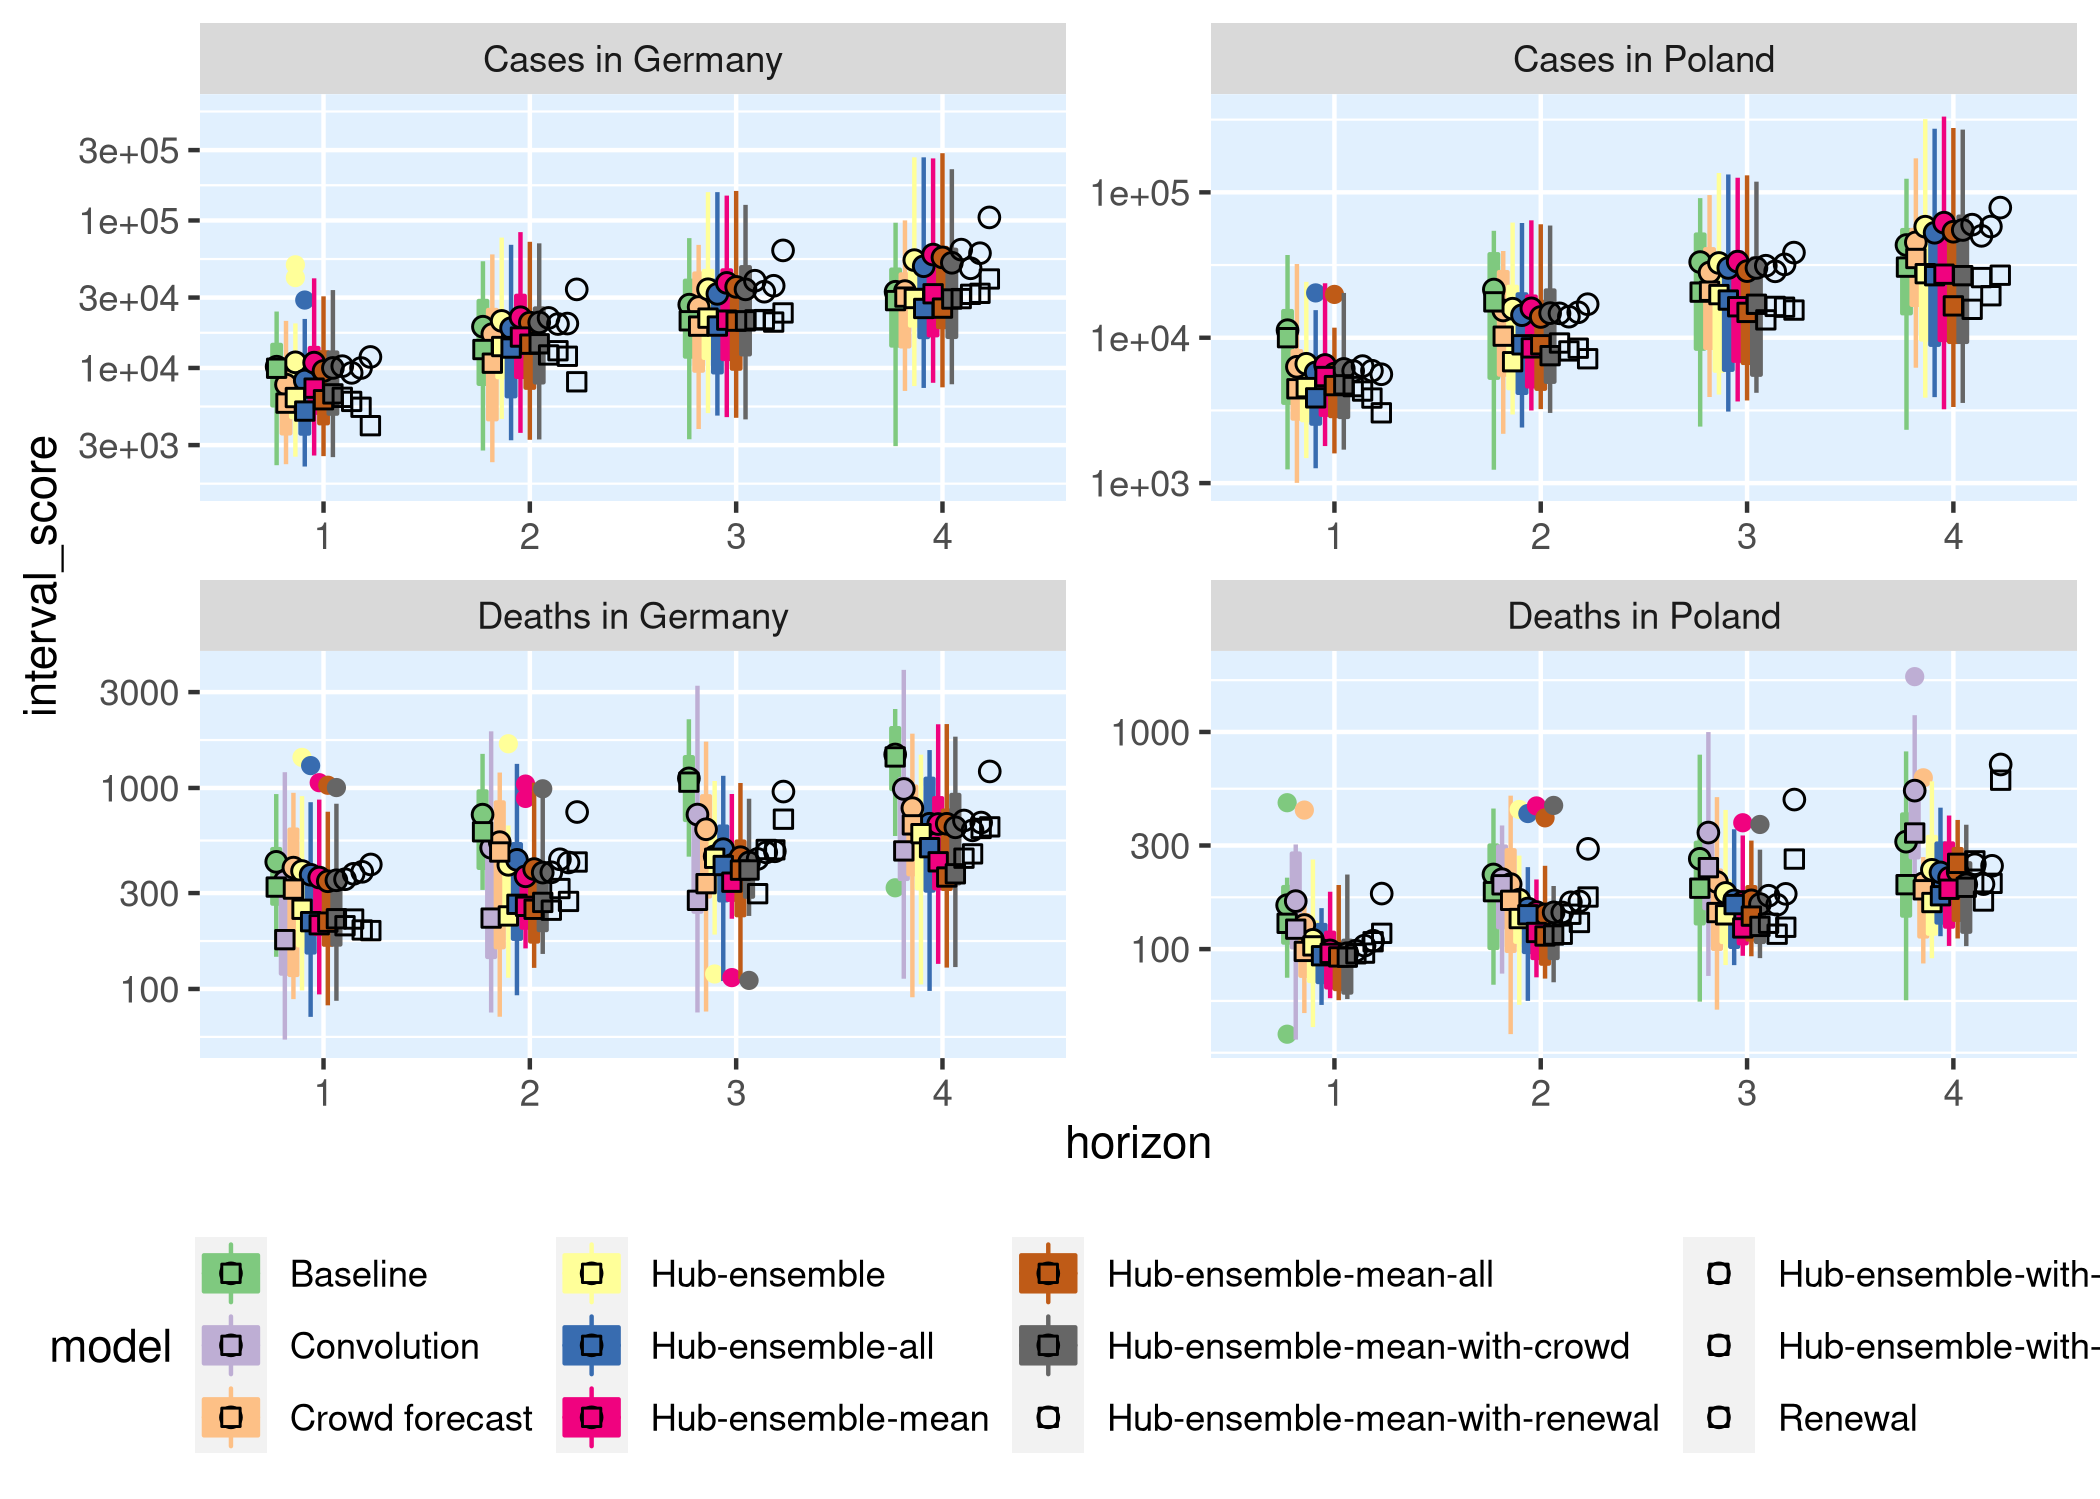 Cases in Germany
Cases in Poland
3e+05
1e+05
3e+04
1e+04
3e+03
1e+05
1e+04
1e+03
1 2 3 4
1 2 3 4
Deaths in Germany
Deaths in Poland
3000
1000
300
100
1000
300
100
1 2 3 4
1 2 3 4
interval_score
horizon
model
Baseline
Convolution
Crowd forecast
Hub-ensemble
Hub-ensemble-all
Hub-ensemble-mean
Hub-ensemble-mean-all
Hub-ensemble-mean-with-crowd
Hub-ensemble-mean-with-renewal
Hub-ensemble-with-
Hub-ensemble-with-
Renewal